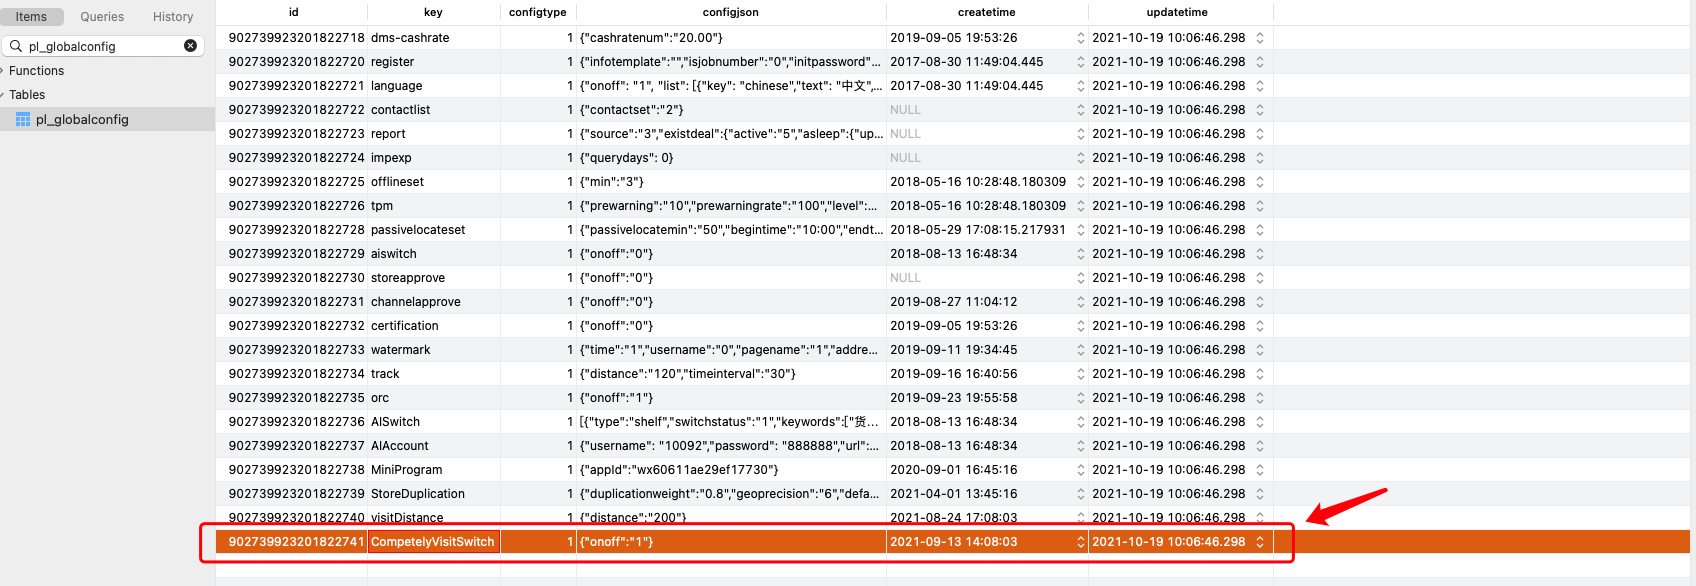 Items Queries History
pl_globalconfig
Functions
Tables
pl_globalconfig
id key configtype configjson createtime updatetime
902739923201822718 dms-cashrate 1 {"cashratenum":"20.00"} 2019-09-05 19:53:26 2021-10-19 10:06:46.298
902739923201822720 register 1 {"infotemplate":"","isjobnumber":"0","initpassword"... 2017-08-30 11:49:04.445 2021-10-19 10:06:46.298
902739923201822721 language 1 {"onoff": "1", "list": [{"key": "chinese","text": "中文",... 2017-08-30 11:49:04.445 2021-10-19 10:06:46.298
902739923201822722 contactlist 1 {"contactset":"2"} NULL 2021-10-19 10:06:46.298
902739923201822723 report 1 {"source":"3","existdeal":{"active":"5","asleep":{"up... NULL 2021-10-19 10:06:46.298
902739923201822724 impexp 1 {"querydays": 0} NULL 2021-10-19 10:06:46.298
902739923201822725 offlineset 1 {"min":"3"} 2018-05-16 10:28:48.180309 2021-10-19 10:06:46.298
902739923201822726 tpm 1 {"prewarning":"10","prewarningrate":"100","level":... 2018-05-16 10:28:48.180309 2021-10-19 10:06:46.298
902739923201822728 passivelocateset 1 {"passivelocatemin":"50","begintime":"10:00","endt... 2018-05-29 17:08:15.217931 2021-10-19 10:06:46.298
902739923201822729 aiswitch 1 {"onoff":"0"} 2018-08-13 16:48:34 2021-10-19 10:06:46.298
902739923201822730 storeapprove 1 {"onoff":"0"} NULL 2021-10-19 10:06:46.298
902739923201822731 channelapprove 1 {"onoff":"0"} 2019-08-27 11:04:12 2021-10-19 10:06:46.298
902739923201822732 certification 1 {"onoff":"0"} 2019-09-05 19:53:26 2021-10-19 10:06:46.298
902739923201822733 watermark 1 {"time":"1","username":"0","pagename":"1","addre... 2019-09-11 19:34:45 2021-10-19 10:06:46.298
902739923201822734 track 1 {"distance":"120","timeinterval":"30"} 2019-09-16 16:40:56 2021-10-19 10:06:46.298
902739923201822735 orc 1 {"onoff":"1"} 2019-09-23 19:55:58 2021-10-19 10:06:46.298
902739923201822736 AISwitch 1 [{"type":"shelf","switchstatus":"1","keywords":["货... 2018-08-13 16:48:34 2021-10-19 10:06:46.298
902739923201822737 AIAccount 1 {"username": "10092","password": "888888","url":... 2018-08-13 16:48:34 2021-10-19 10:06:46.298
902739923201822738 MiniProgram 1 {"appId":"wx60611ae29ef17730"} 2020-09-01 16:45:16 2021-10-19 10:06:46.298
902739923201822739 StoreDuplication 1 {"duplicationweight":"0.8","geoprecision":"6","defa... 2021-04-01 13:45:16 2021-10-19 10:06:46.298
902739923201822740 visitDistance 1 {"distance":"200"} 2021-08-24 17:08:03 2021-10-19 10:06:46.298
902739923201822741 CompetelyVisitSwitch 1 {"onoff":"1"} 2021-09-13 14:08:03 2021-10-19 10:06:46.298